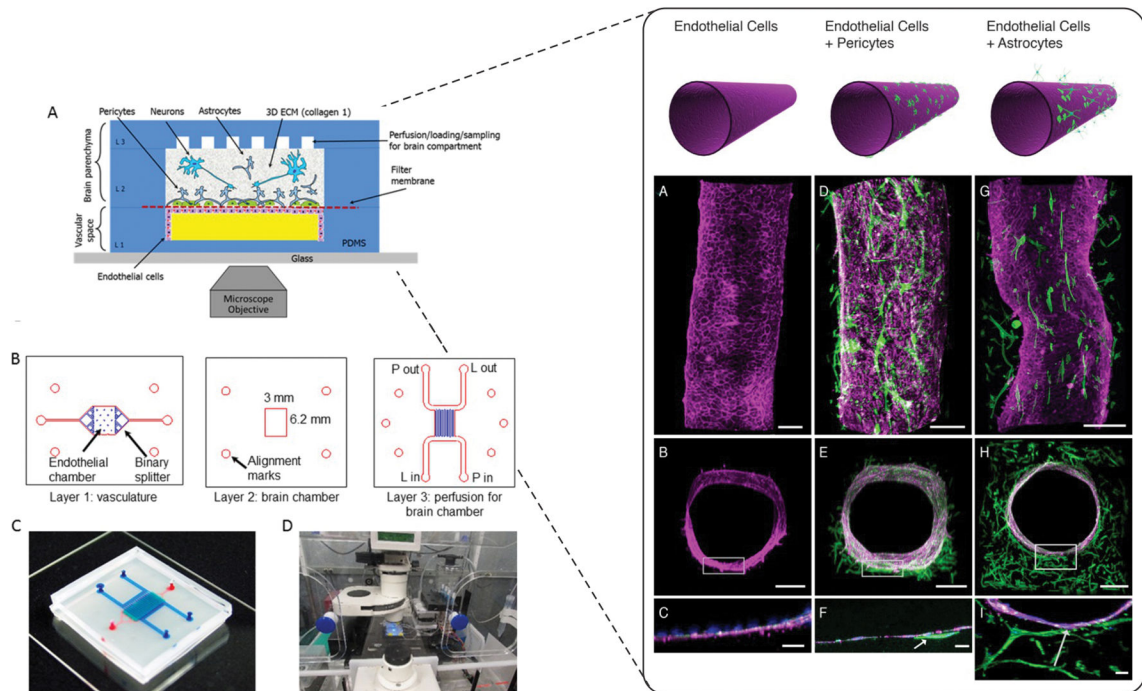 A
Pericytes
Neurons
Astrocytes
3D ECM (collagen 1)
Brain parenchyma
Vascular space
L 3
L 2
L 1
Perfusion/loading/sampling
for brain compartment
Filter
membrane
PDMS
Glass
Endothelial cells
Microscope
Objective
B
Endothelial
chamber
Binary
splitter
Layer 1: vasculature
3 mm
6.2 mm
Alignment
marks
Layer 2: brain chamber
P out
L out
L in
P in
Layer 3: perfusion for
brain chamber
C
D
Endothelial Cells
Endothelial Cells
+ Pericytes
Endothelial Cells
+ Astrocytes
A
D
G
B
E
H
C
F
I